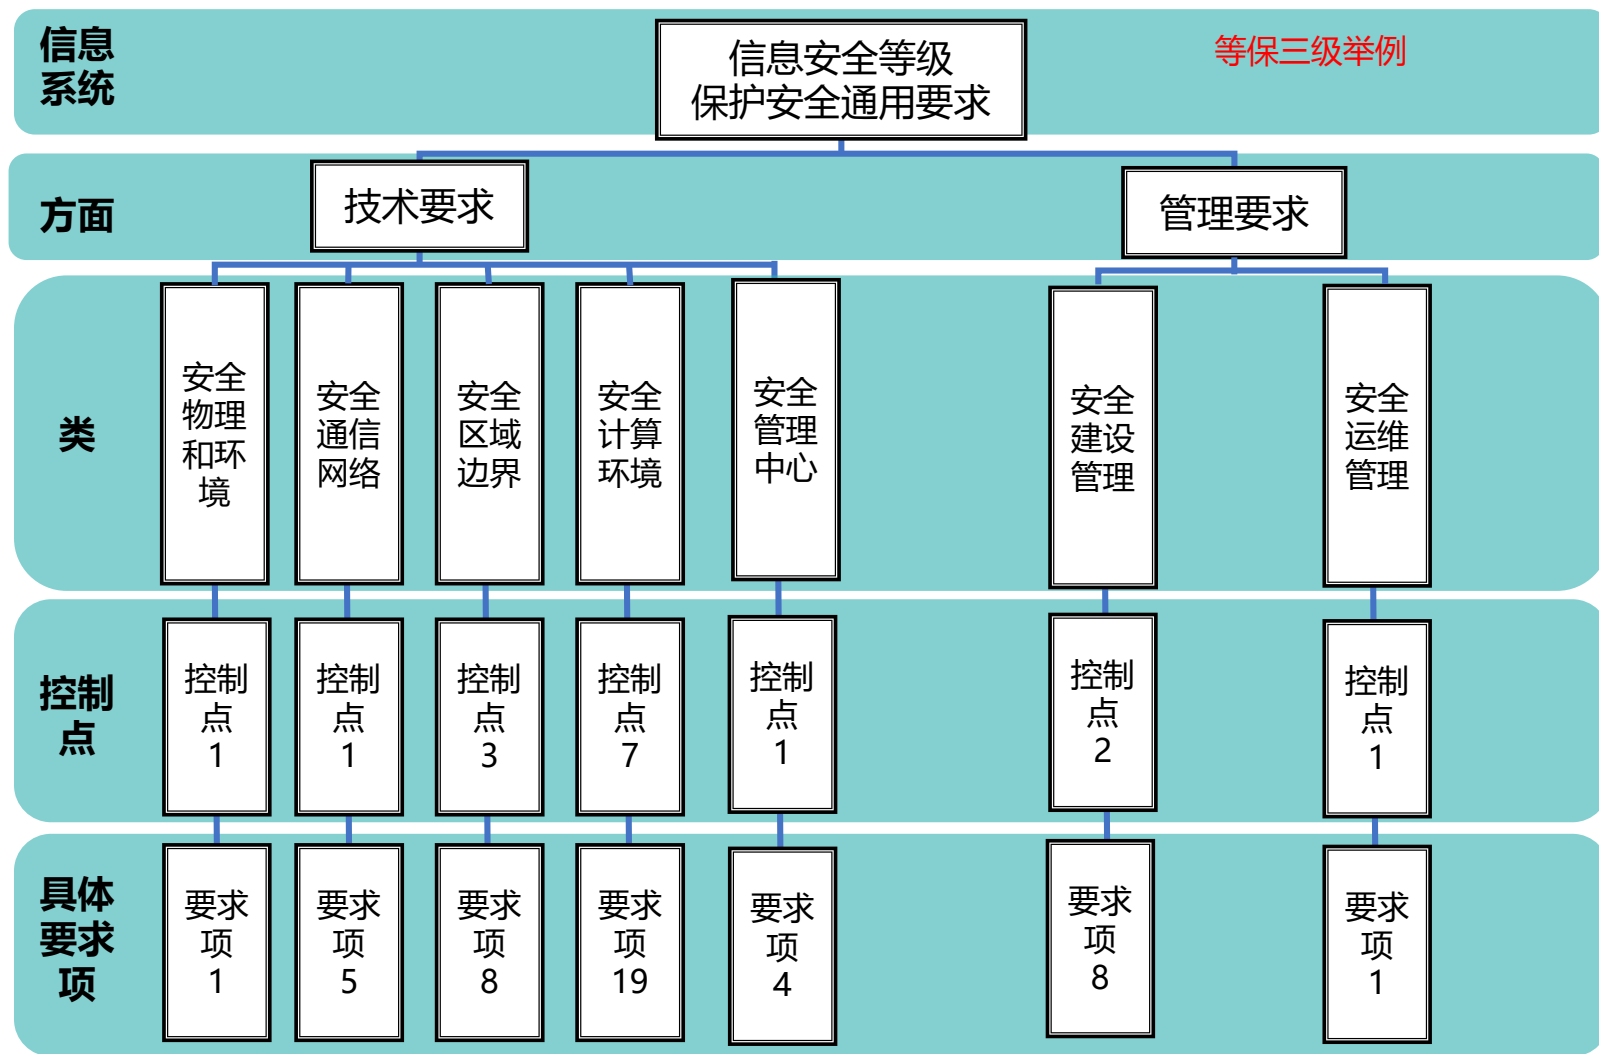 信息
系统
信息安全等级
保护安全通用要求
等保三级举例
方面
技术要求
管理要求
类
安全
物理
和环
境
安全
通信
网络
安全
区域
边界
安全
计算
环境
安全
管理
中心
安全
建设
管理
安全
运维
管理
控制
点
控制
点
1
控制
点
1
控制
点
3
控制
点
7
控制
点
1
控制
点
2
控制
点
1
具体
要求
项
要求
项
1
要求
项
5
要求
项
8
要求
项
19
要求
项
4
要求
项
8
要求
项
1